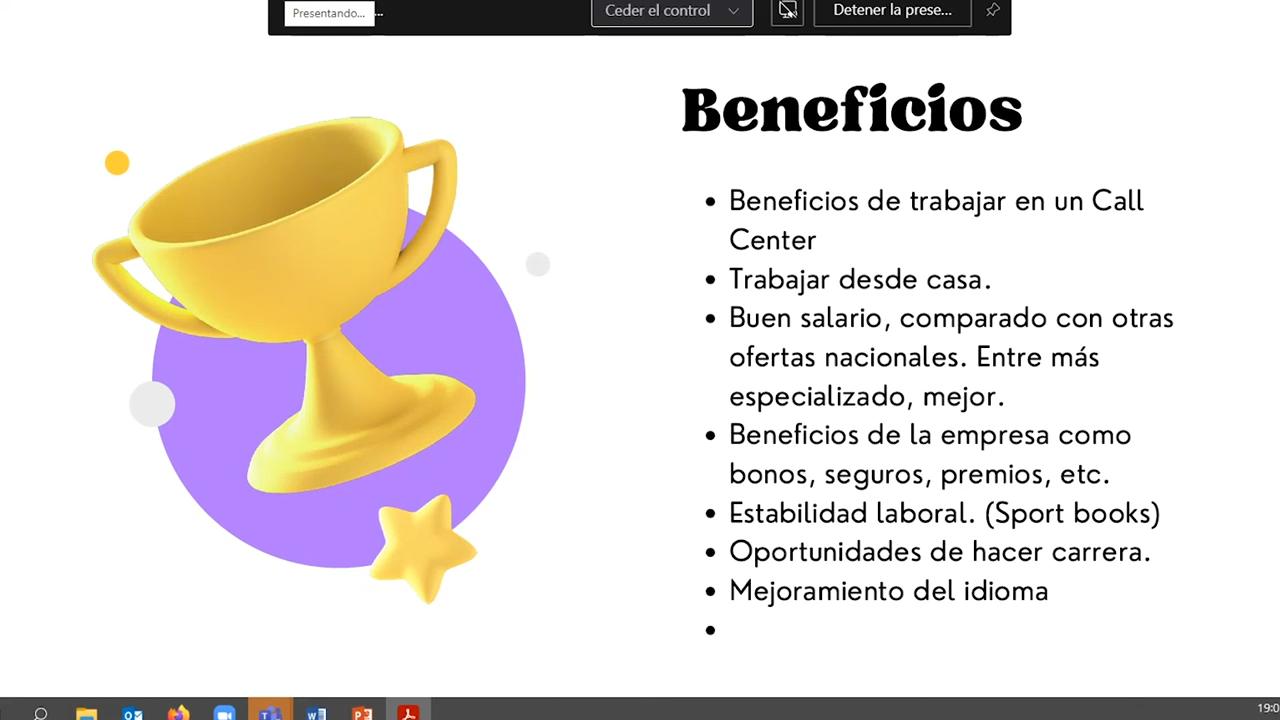 Presentando...
...
Ceder el control
Detener la prese...
Beneficios
• Beneficios de trabajar en un Call
Center
• Trabajar desde casa.
• Buen salario, comparado con otras
ofertas nacionales. Entre más
especializado, mejor.
• Beneficios de la empresa como
bonos, seguros, premios, etc.
• Estabilidad laboral. (Sport books)
• Oportunidades de hacer carrera.
• Mejoramiento del idioma
•